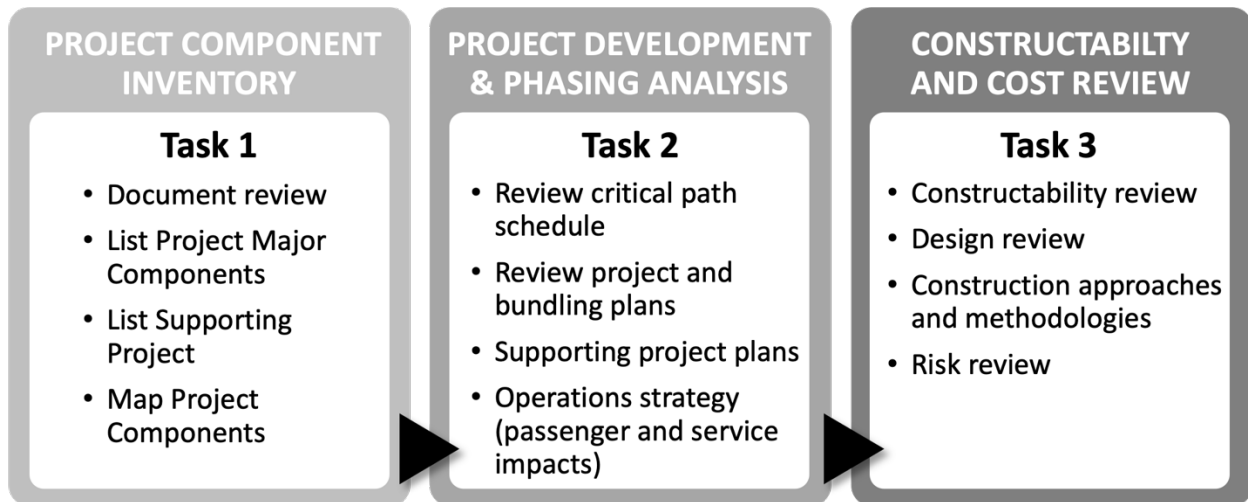 PROJECT COMPONENT
INVENTORY
Task 1
• Document review
• List Project Major
Components
• List Supporting
Project
• Map Project
Components
PROJECT DEVELOPMENT
& PHASING ANALYSIS
Task 2
• Review critical path
schedule
• Review project and
bundling plans
• Supporting project plans
• Operations strategy
(passenger and service
impacts)
CONSTRUCTABILTY
AND COST REVIEW
Task 3
• Constructability review
• Design review
• Construction approaches
and methodologies
• Risk review